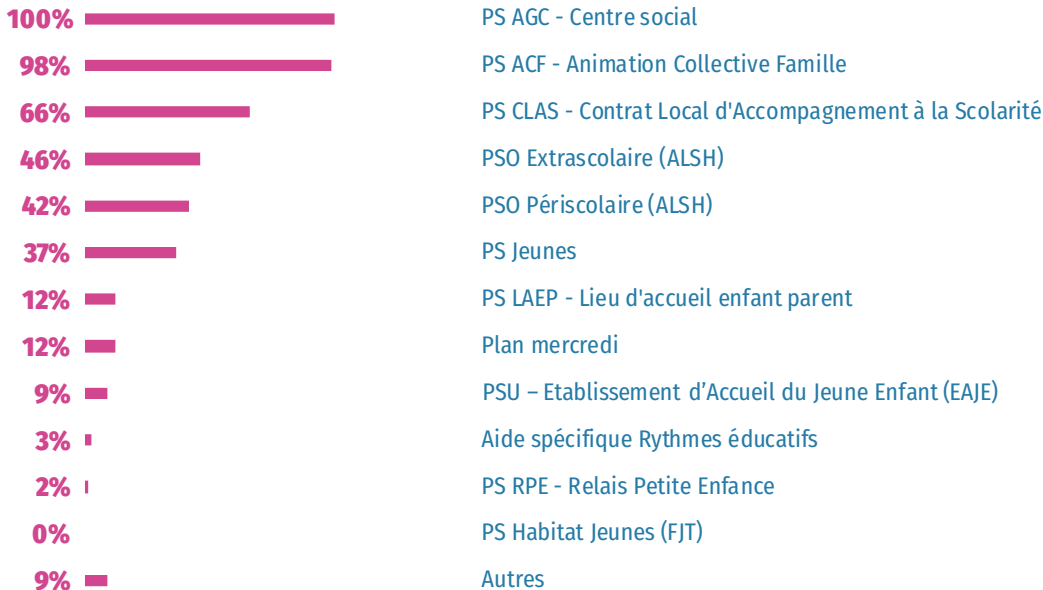 100% PS AGC - Centre social
98% PS ACF - Animation Collective Famille
66% PS CLAS - Contrat Local d'Accompagnement à la Scolarité
46% PSO Extrascolaire (ALSH)
42% PSO Périscolaire (ALSH)
37% PS Jeunes
12% PS LAEP - Lieu d'accueil enfant parent
12% Plan mercredi
9% PSU – Etablissement d’Accueil du Jeune Enfant (EAJE)
3% Aide spécifique Rythmes éducatifs
2% PS RPE - Relais Petite Enfance
0% PS Habitat Jeunes (FJT)
9% Autres